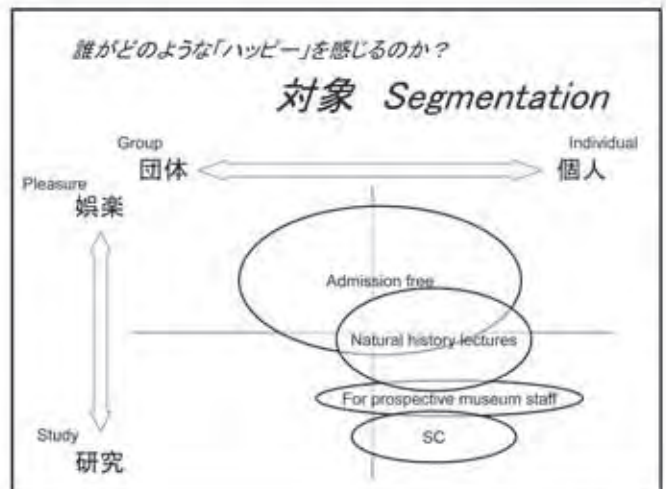 誰がどのような「ハッピー」を感じるのか？
対象 Segmentation
Group
Individual
団体
個人
Pleasure
娯楽
Admission free
Natural history lectures
For prospective museum staff
SC
Study
研究